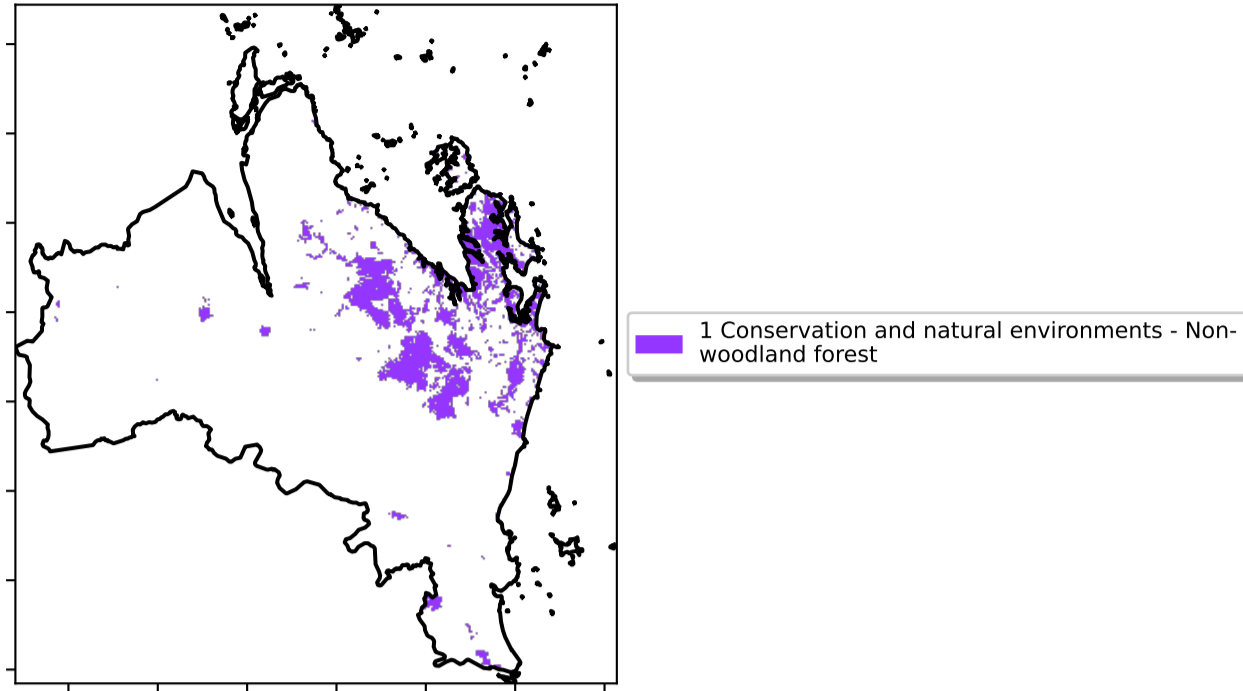 1 Conservation and natural environments - Non-
woodland forest